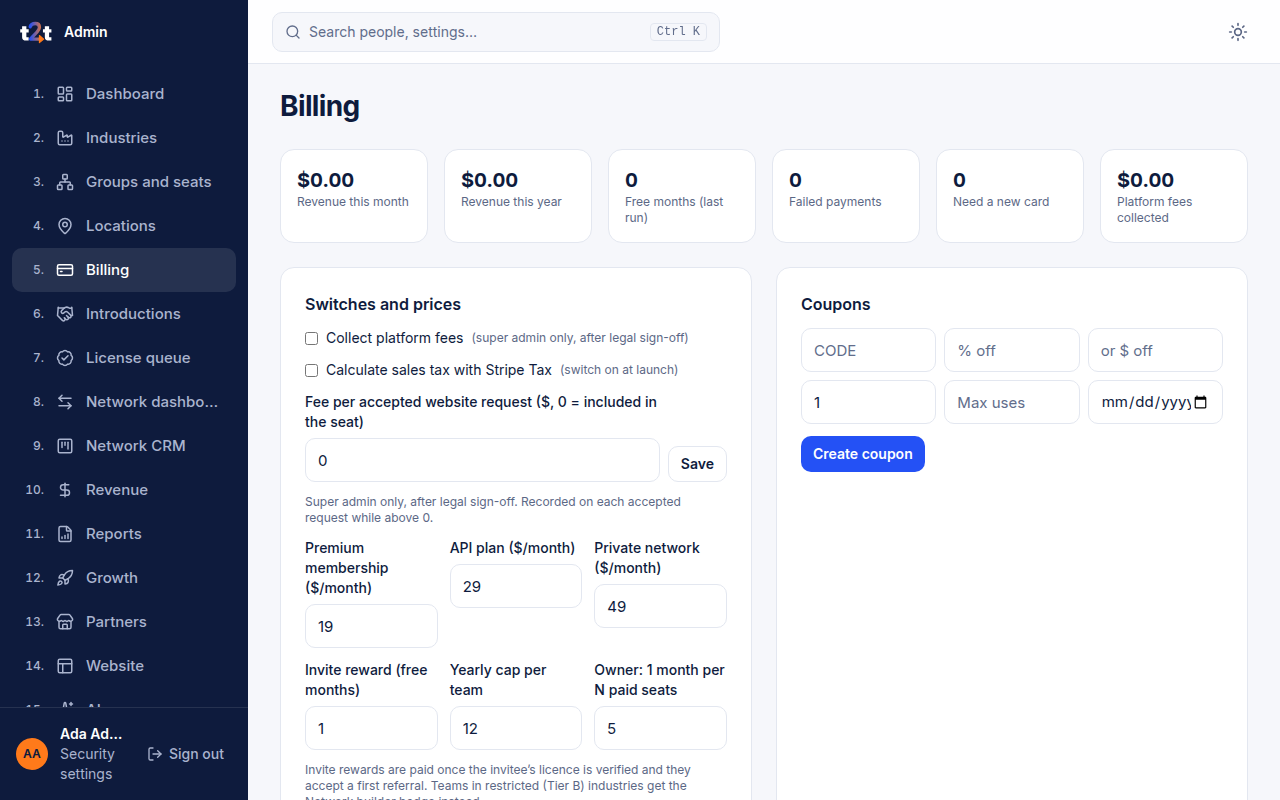 t2t Admin
Search people, settings...
Ctrl K
1. Dashboard
2. Industries
3. Groups and seats
4. Locations
5. Billing
6. Introductions
7. License queue
8. Network dashbo...
9. Network CRM
10. Revenue
11. Reports
12. Growth
13. Partners
14. Website
AA
Ada Ad...
Security
settings
Sign out
Billing
$0.00
Revenue this month
$0.00
Revenue this year
0
Free months (last
run)
0
Failed payments
0
Need a new card
$0.00
Platform fees
collected
Switches and prices
Collect platform fees (super admin only, after legal sign-off)
Calculate sales tax with Stripe Tax (switch on at launch)
Fee per accepted website request ($, 0 = included in
the seat)
0
Save
Super admin only, after legal sign-off. Recorded on each accepted
request while above 0.
Premium
membership
($/month)
19
API plan ($/month)
29
Private network
($/month)
49
Invite reward (free
months)
1
Yearly cap per
team
12
Owner: 1 month per
N paid seats
5
Invite rewards are paid once the invitee's licence is verified and they
accept a first referral. Teams in restricted (Tier B) industries get the
Network builder badge instead.
Coupons
CODE
% off
or $ off
1
Max uses
mm/dd/yyyy
Create coupon